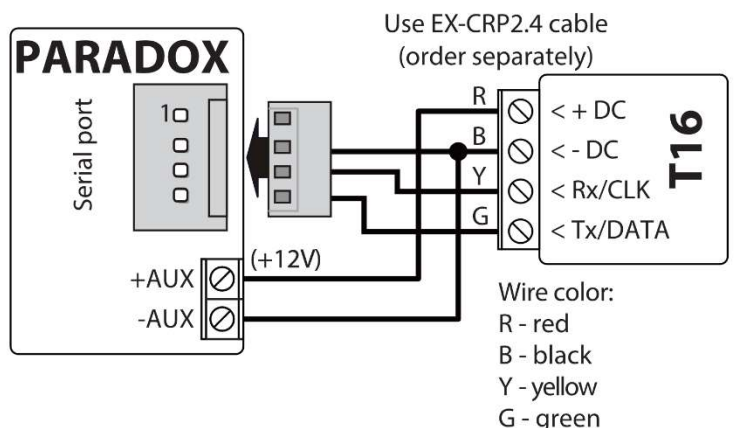 Use EX-CRP2.4 cable
(order separately)
PARADOX
Serial port
1
R
B
Y
G
< + DC
< - DC
< Rx/CLK
< Tx/DATA
T16
+AUX
-AUX
(+12V)
Wire color:
R - red
B - black
Y - yellow
G - green